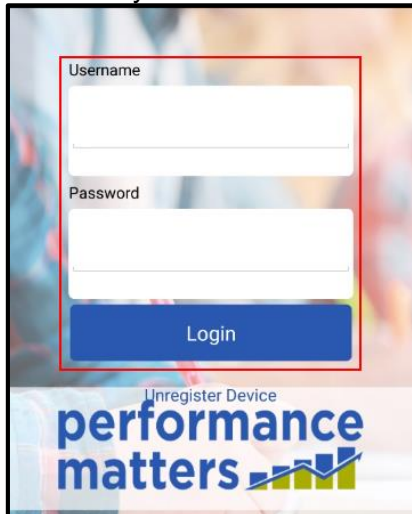 Username
Password
Login
Unregister Device
performance
matters